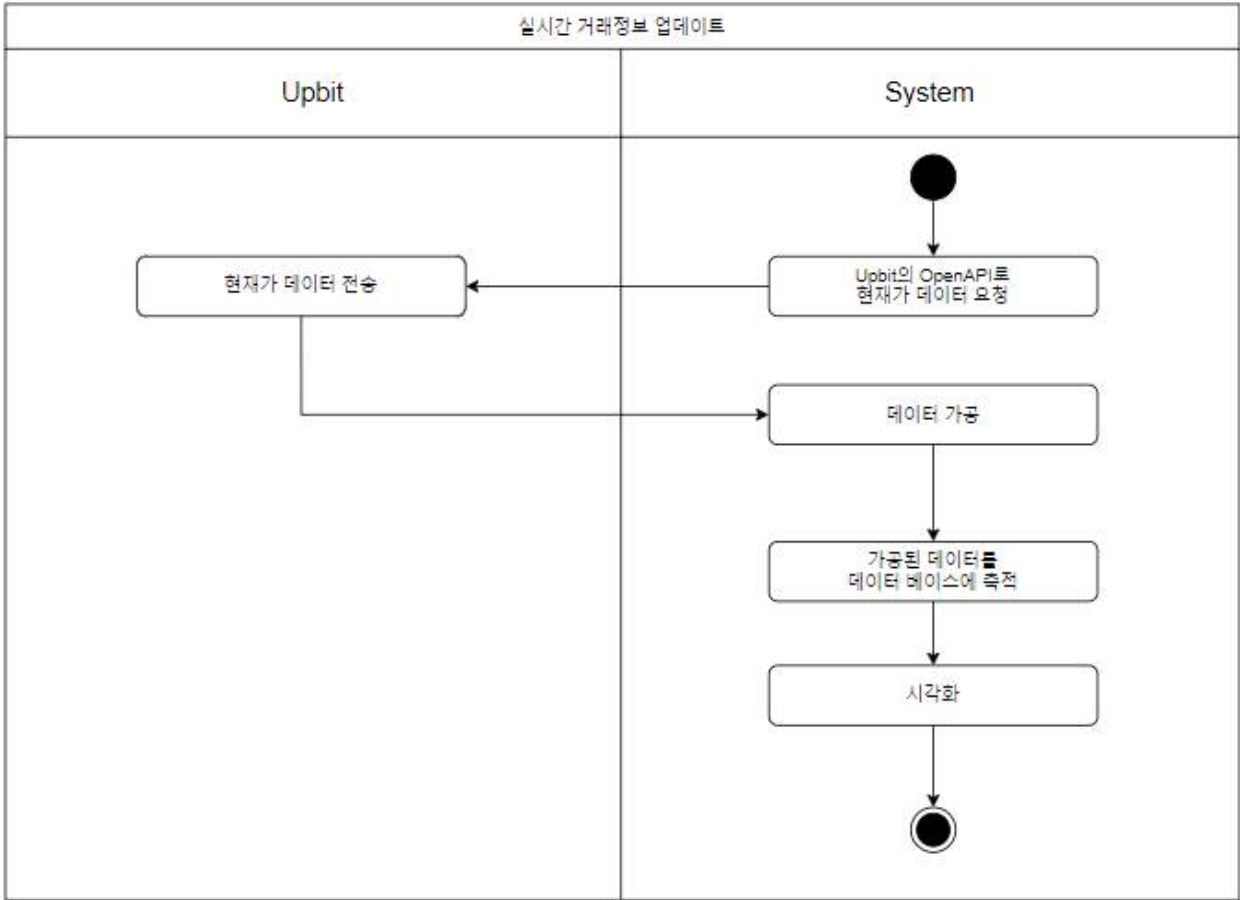 실시간 거래정보 업데이트
Upbit
System
현재가 데이터 전송
Upbit의 OpenAPI로
현재가 데이터 요청
데이터 가공
가공된 데이터를
데이터 베이스에 축적
시각화